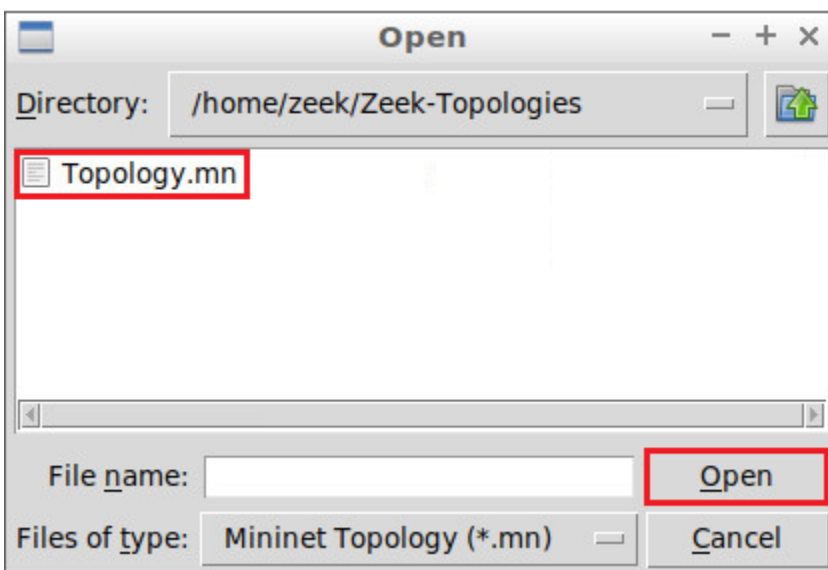 Open
Directory: /home/zeek/Zeek-Topologies
Topology.mn
File name: Open
Files of type: Mininet Topology (*.mn) Cancel